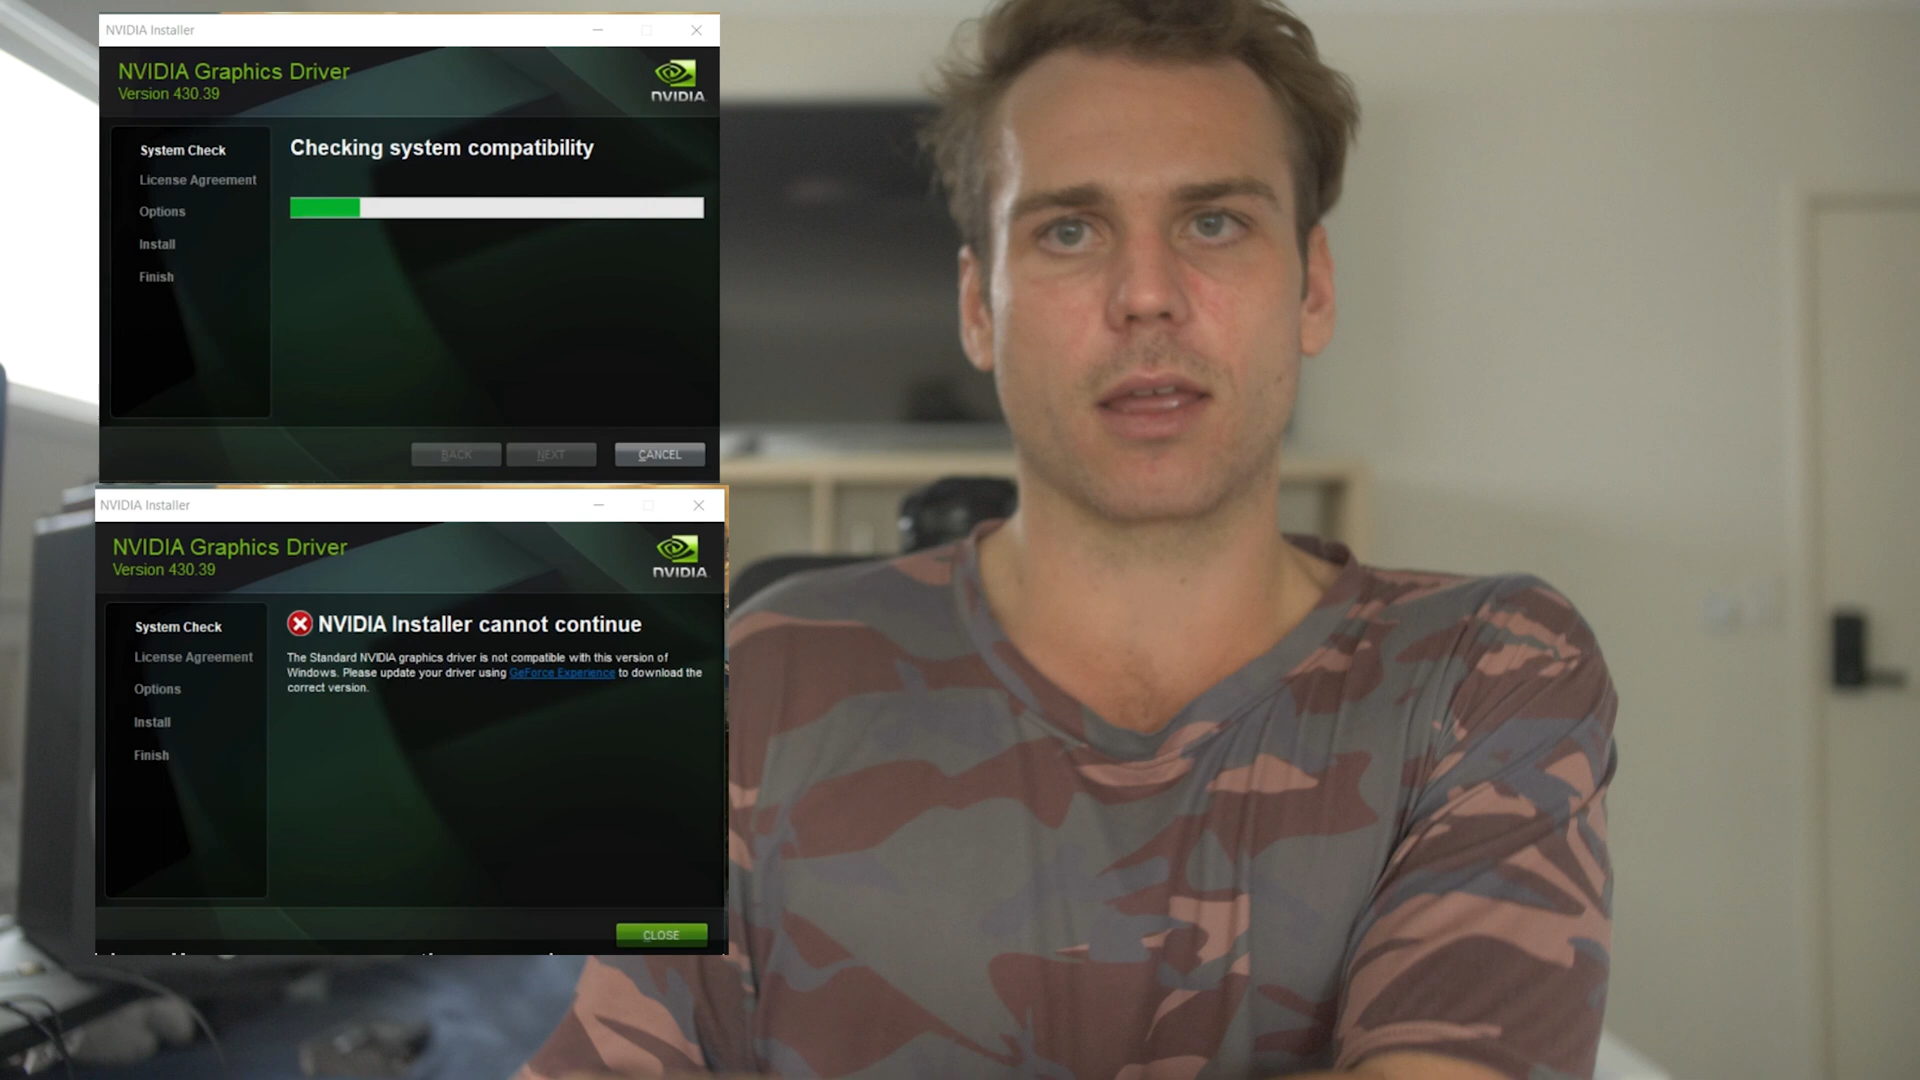 NVIDIA Installer
NVIDIA Graphics Driver
Version 430.39
NVIDIA
System Check
License Agreement
Options
Install
Finish
Checking system compatibility
BACK
NEXT
CANCEL
NVIDIA Installer
NVIDIA Graphics Driver
Version 430.39
NVIDIA
System Check
License Agreement
Options
Install
Finish
NVIDIA Installer cannot continue
The Standard NVIDIA graphics driver is not compatible with this version of
Windows. Please update your driver using GeForce Experience to download the
correct version.
CLOSE